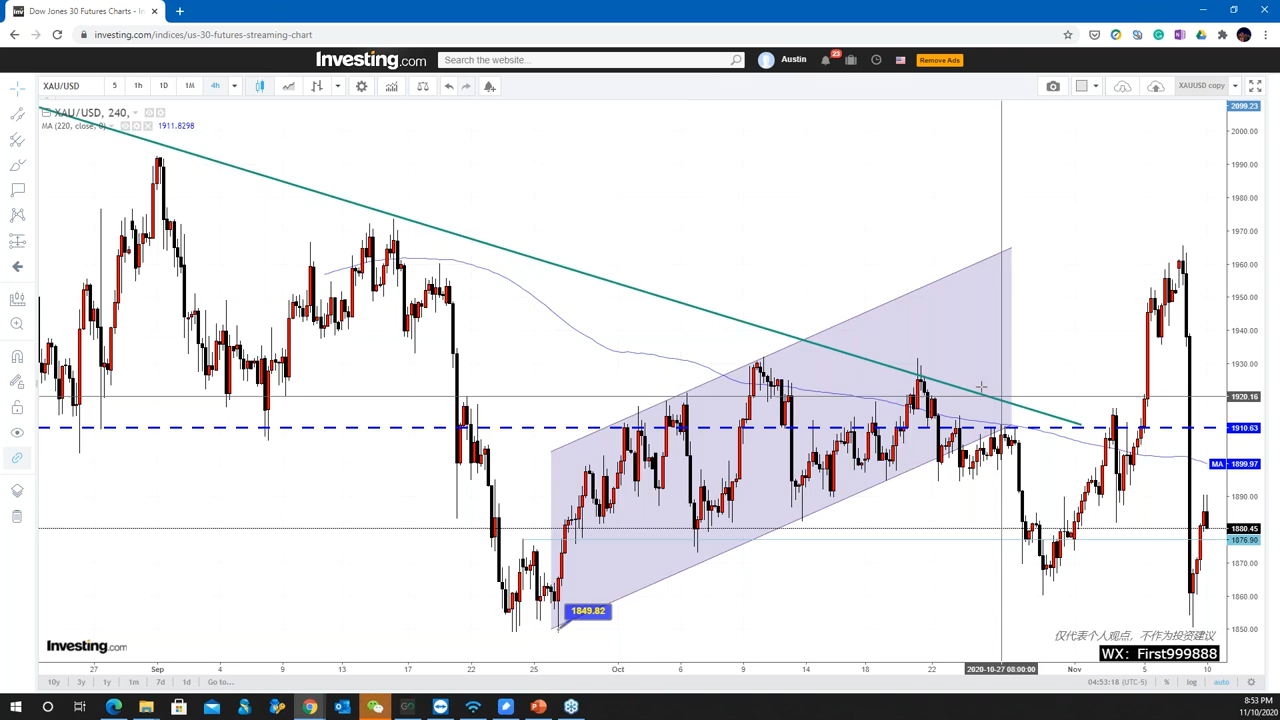 Dow Jones 30 Futures Charts - In
investing.com/indices/us-30-futures-streaming-chart
Investing.com
Search the website...
Austin
23
Remove Ads
XAU/USD
5
1h
1D
1M
4h
XAUUSD copy
XAU/USD, 240,
MA (220, close, 0)
1911.8298
2099.23
2000.00
1990.00
1980.00
1970.00
1960.00
1950.00
1940.00
1930.00
1920.16
1910.63
MA 1899.97
1890.00
1880.45
1876.90
1870.00
1860.00
1850.00
1849.82
Investing.com
仅代表个人观点，不作为投资建议
WX：First999888
27 Sep 4 9 13 17 22 25 Oct 6 9 14 18 22 2020-10-27 08:00:00 Nov 5 10
10y 3y 1y 1m 7d 1d Go to...
04:53:18 (UTC-5) % log auto
8:53 PM
11/10/2020